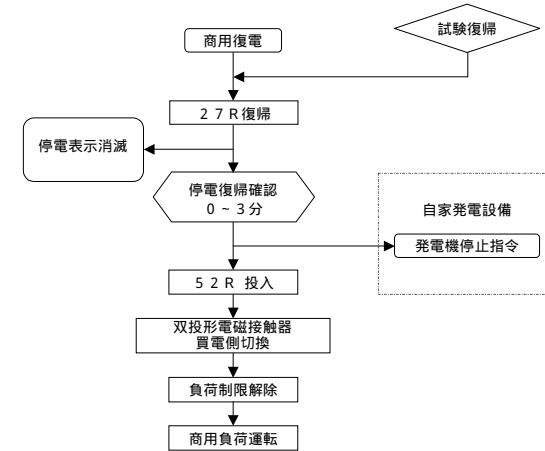 試験復帰
商用復電
２７Ｒ復帰
停電表示消滅
停電復帰確認
０～３分
自家発電設備
発電機停止指令
５２Ｒ 投入
双投形電磁接触器
買電側切換
負荷制限解除
商用負荷運転